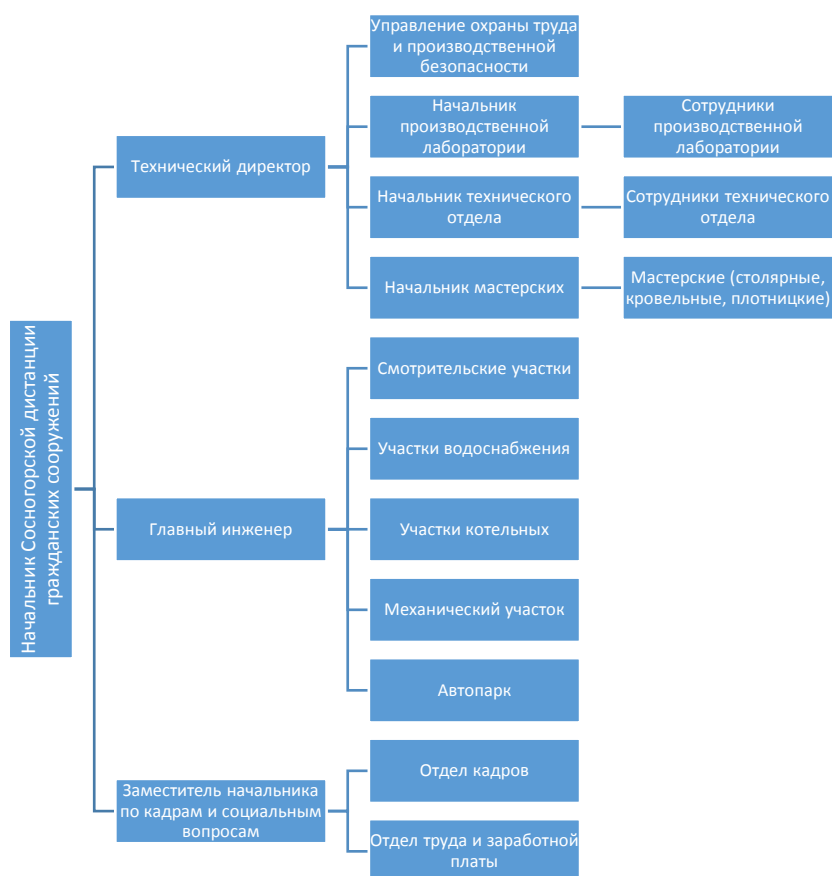 Начальник Сосногорской дистанции
гражданских сооружений
Технический директор
Управление охраны труда
и производственной
безопасности
Начальник
производственной
лаборатории
Сотрудники
производственной
лаборатории
Начальник технического
отдела
Сотрудники технического
отдела
Начальник мастерских
Мастерские (столярные,
кровельные, плотницкие)
Главный инженер
Смотрительские участки
Участки водоснабжения
Участки котельных
Механический участок
Автопарк
Заместитель начальника
по кадрам и социальным
вопросам
Отдел кадров
Отдел труда и заработной
платы